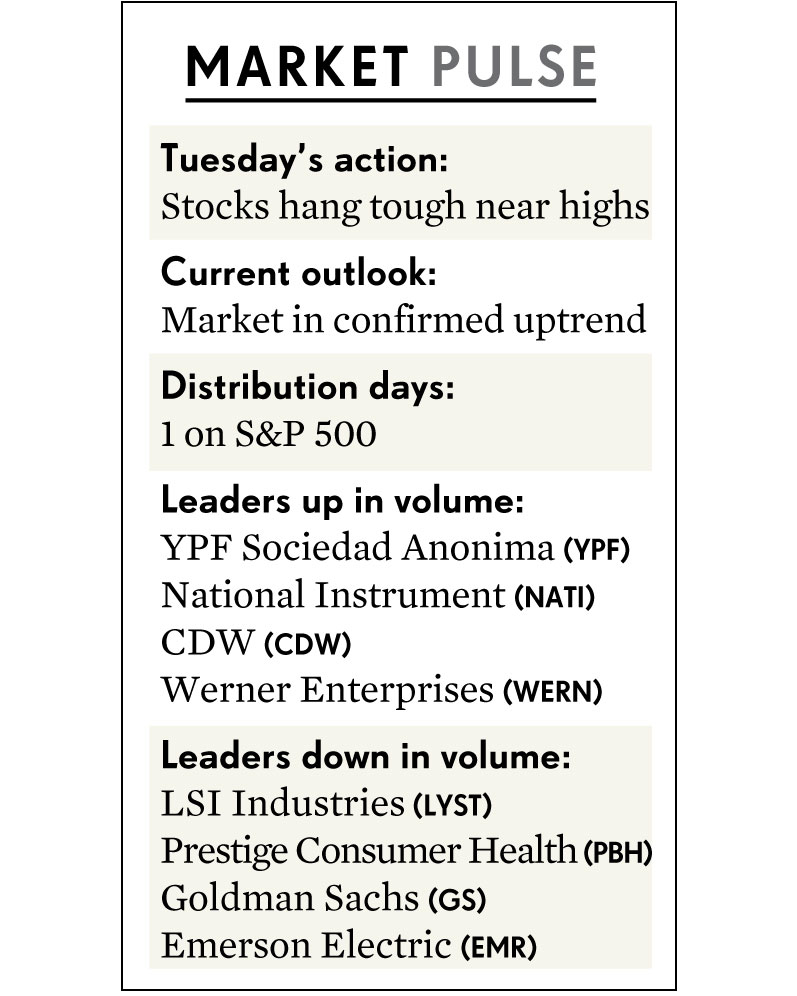 MARKET PULSE
Tuesday’s action:
Stocks hang tough near highs
Current outlook:
Market in confirmed uptrend
Distribution days:
1 on S&P 500
Leaders up in volume:
YPF Sociedad Anonima (YPF)
National Instrument (NATI)
CDW (CDW)
Werner Enterprises (WERN)
Leaders down in volume:
LSI Industries (LYST)
Prestige Consumer Health (PBH)
Goldman Sachs (GS)
Emerson Electric (EMR)